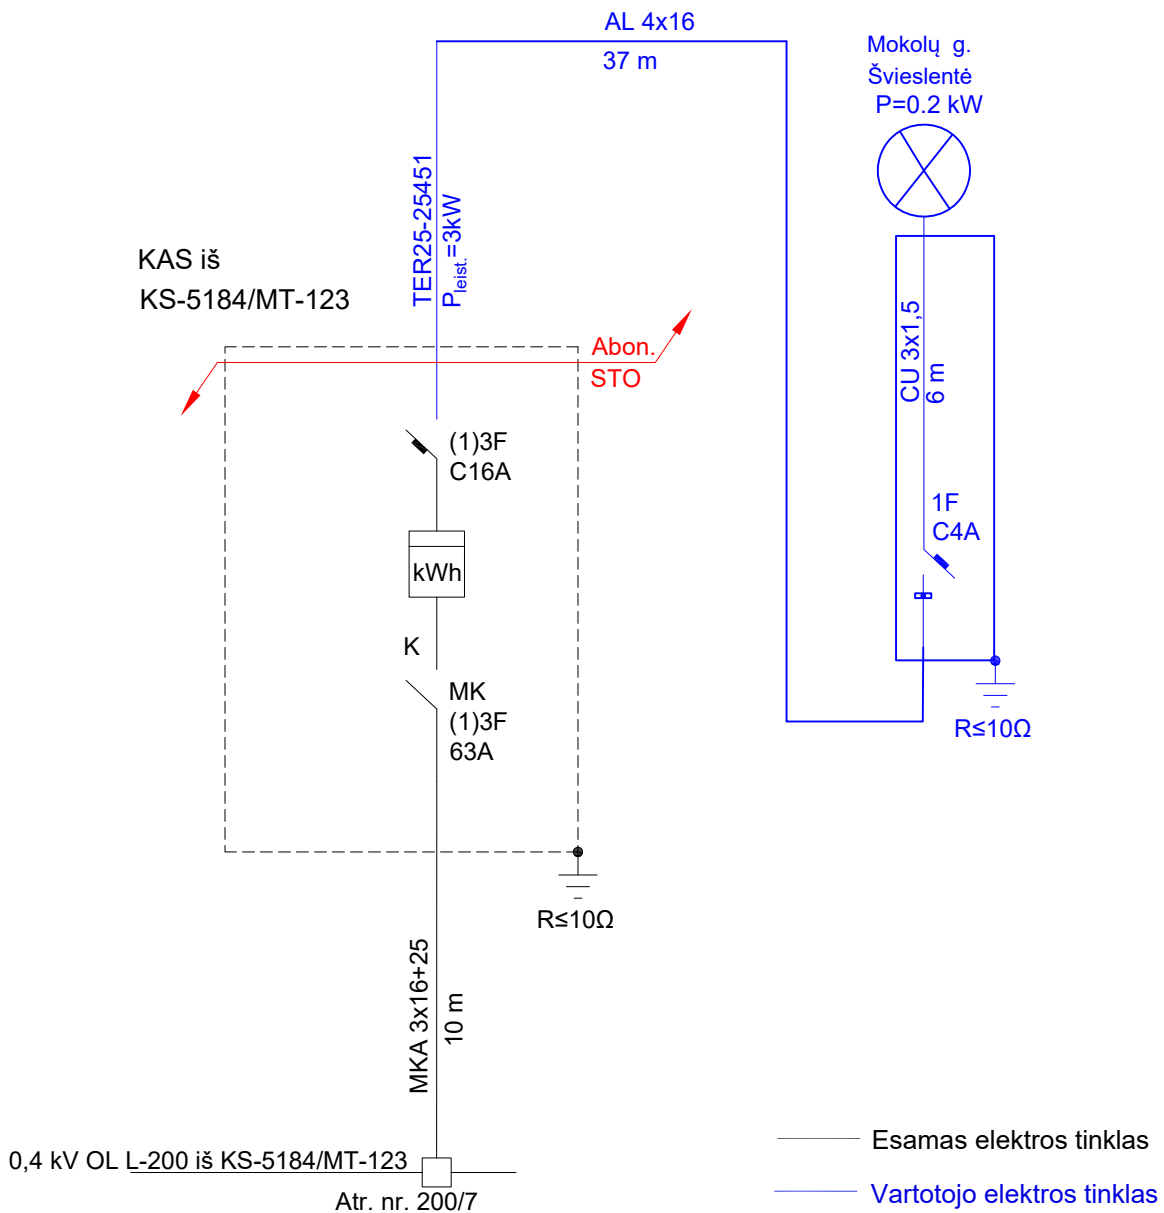 AL 4x16
37 m
Mokolų g.
Švieslentė
P=0.2 kW
TER25-25451
Pleist.=3kW
KAS iš
KS-5184/MT-123
Abon.
STO
CU 3x1,5
6 m
(1)3F
C16A
1F
C4A
kWh
K
MK
(1)3F
63A
R≤10Ω
R≤10Ω
MKA 3x16+25
10 m
0,4 kV OL L-200 iš KS-5184/MT-123
Atr. nr. 200/7
Esamas elektros tinklas
Vartotojo elektros tinklas